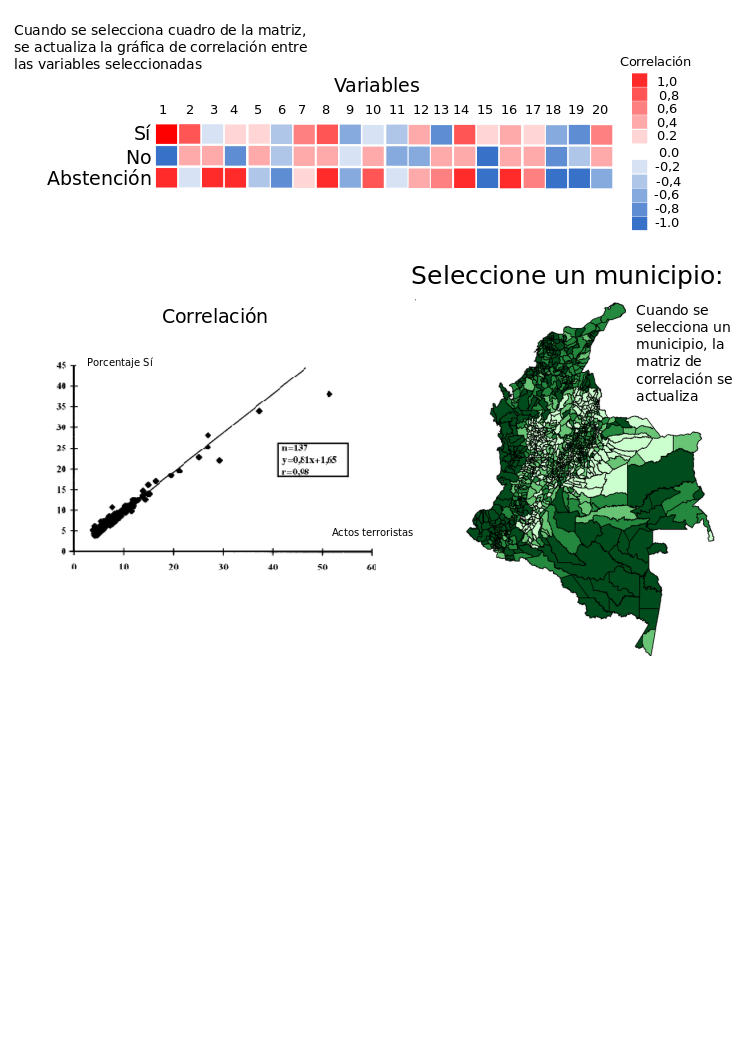 Cuando se selecciona cuadro de la matriz,
se actualiza la gráfica de correlación entre
las variables seleccionadas
Correlación
Variables
1 2 3 4 5 6 7 8 9 10 11 12 13 14 15 16 17 18 19 20
Sí
No
Abstención
1,0
0,8
0,6
0,4
0.2
0.0
-0,2
-0,4
-0,6
-0,8
-1.0
Seleccione un municipio:
Cuando se
selecciona un
municipio, la
matriz de
correlación se
actualiza
Correlación
Porcentaje Sí
45
40
35
30
25
20
15
10
5
0
n=137
y=0,81x+1,65
r=0,98
Actos terroristas
0 10 20 30 40 50 60